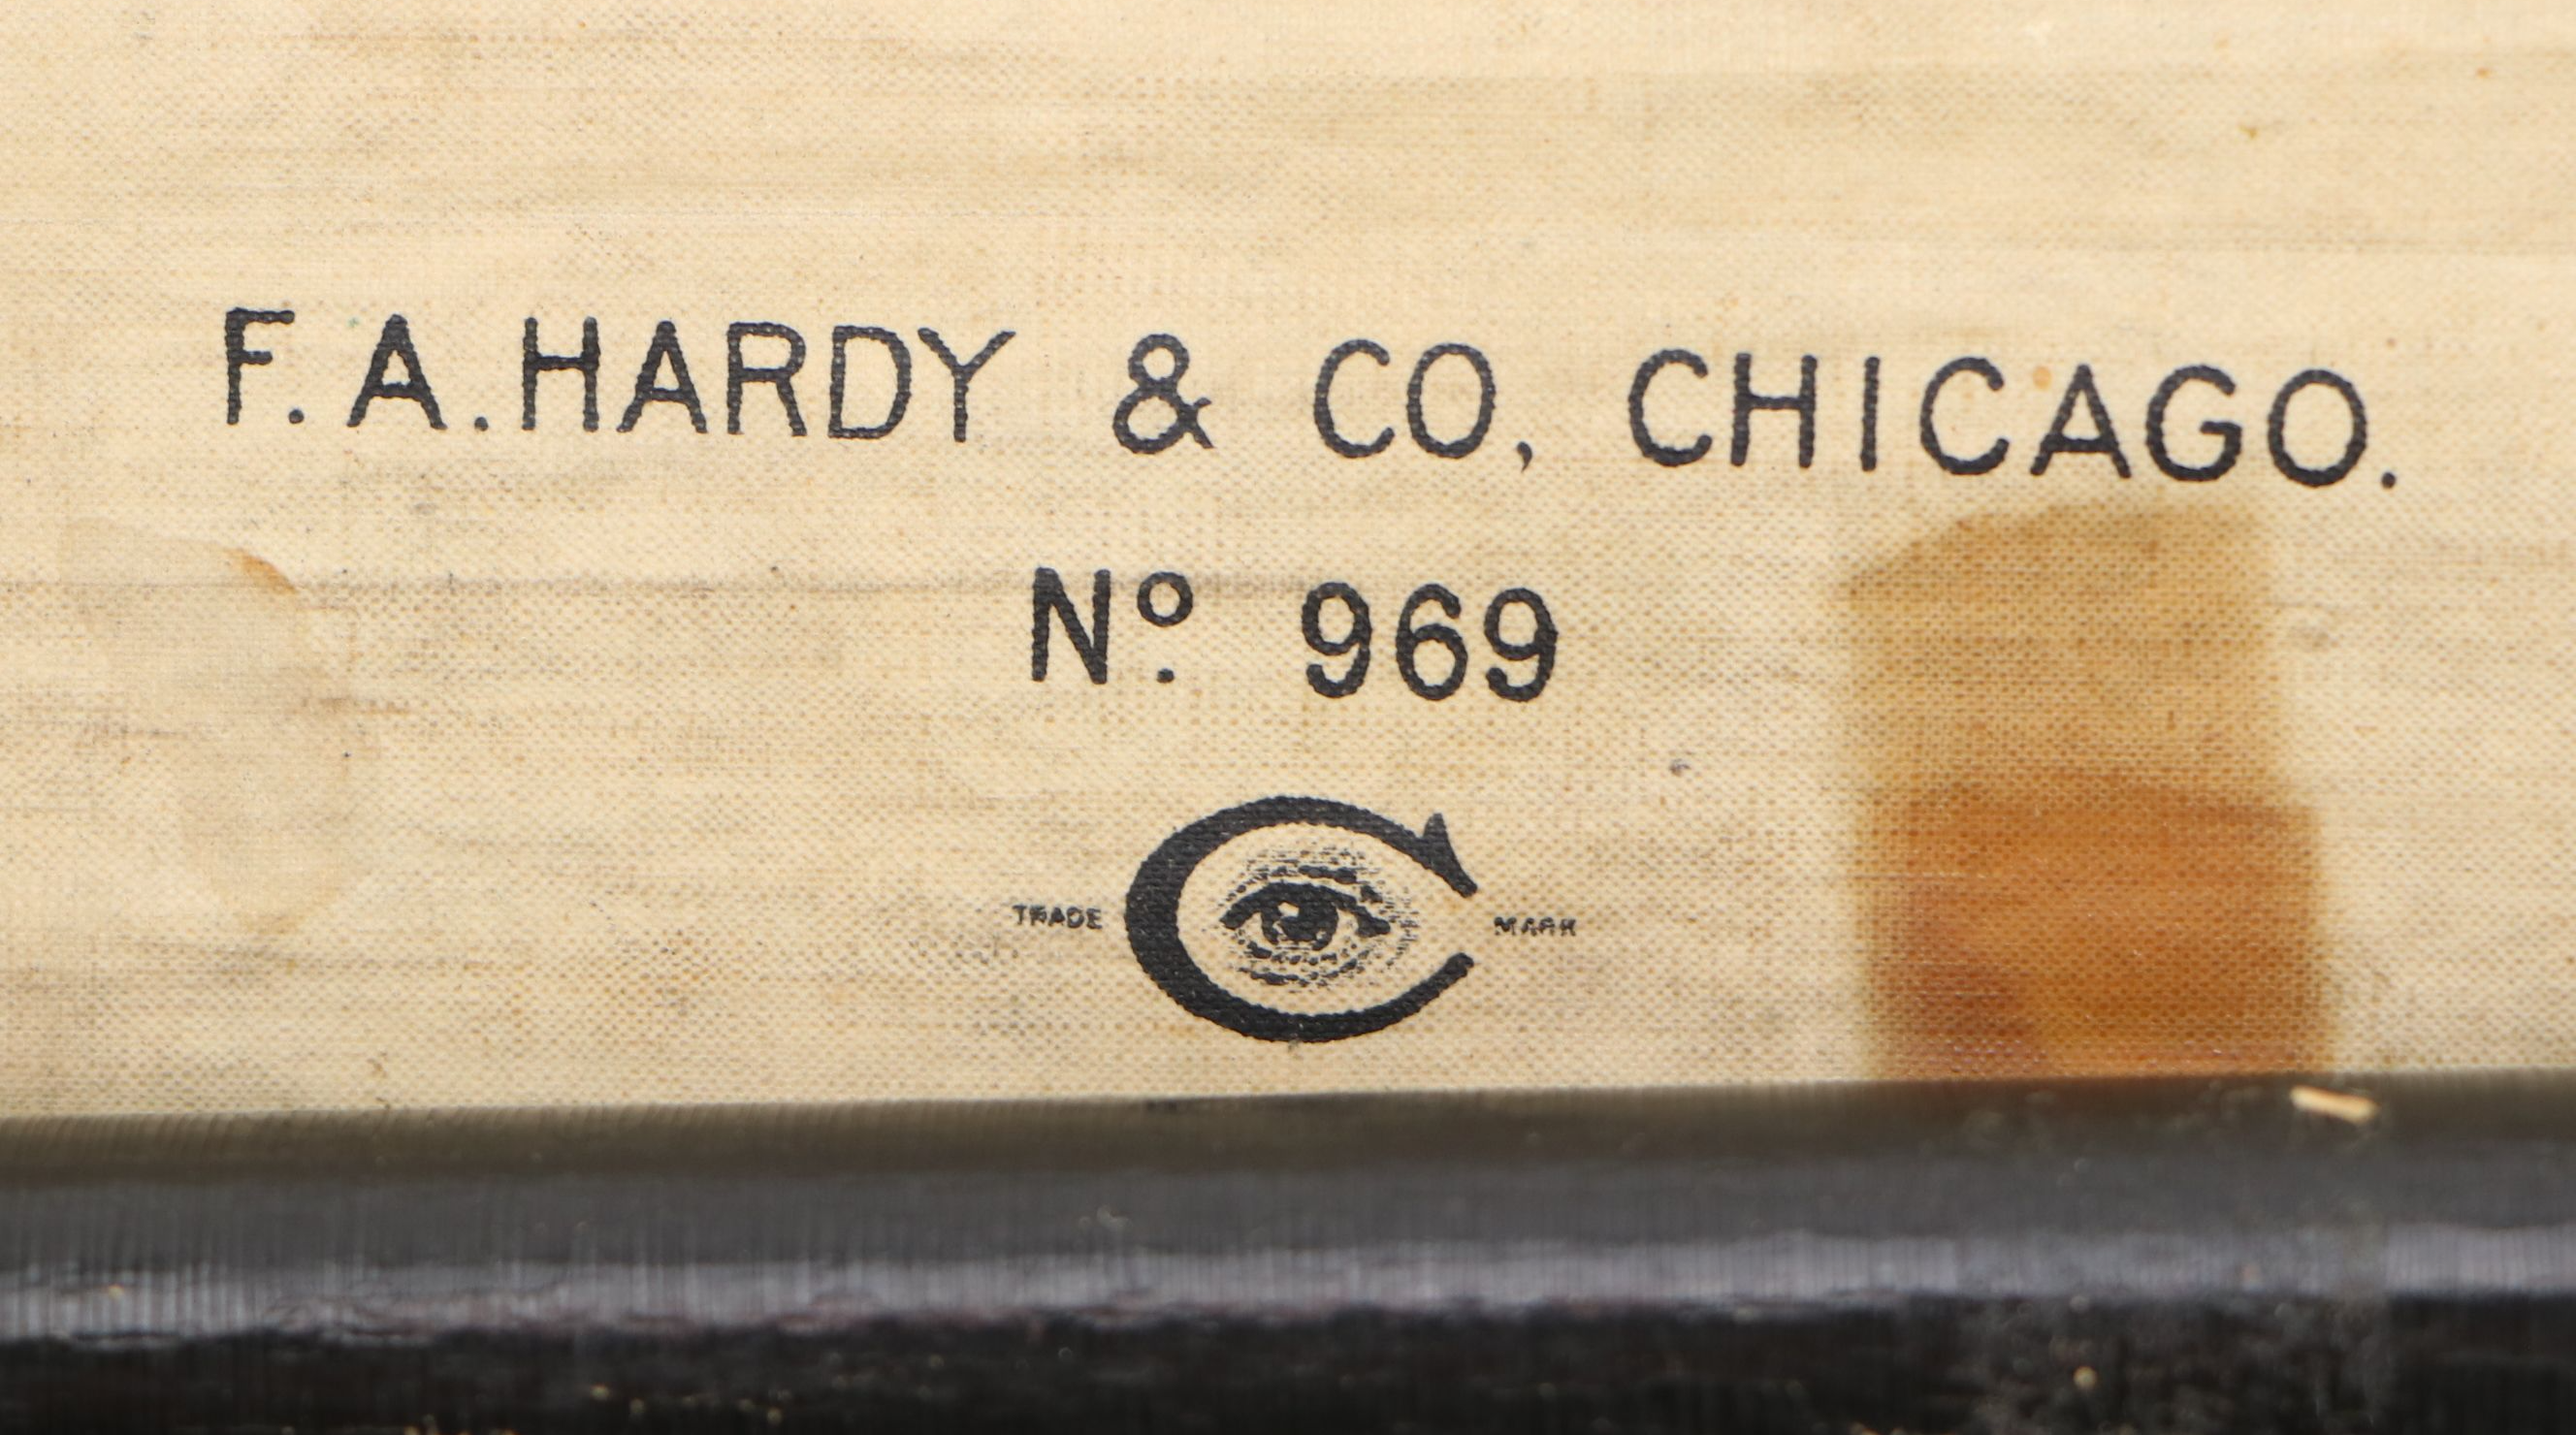 F. A. HARDY & CO, CHICAGO.
Nº 969
TRADE C MARK